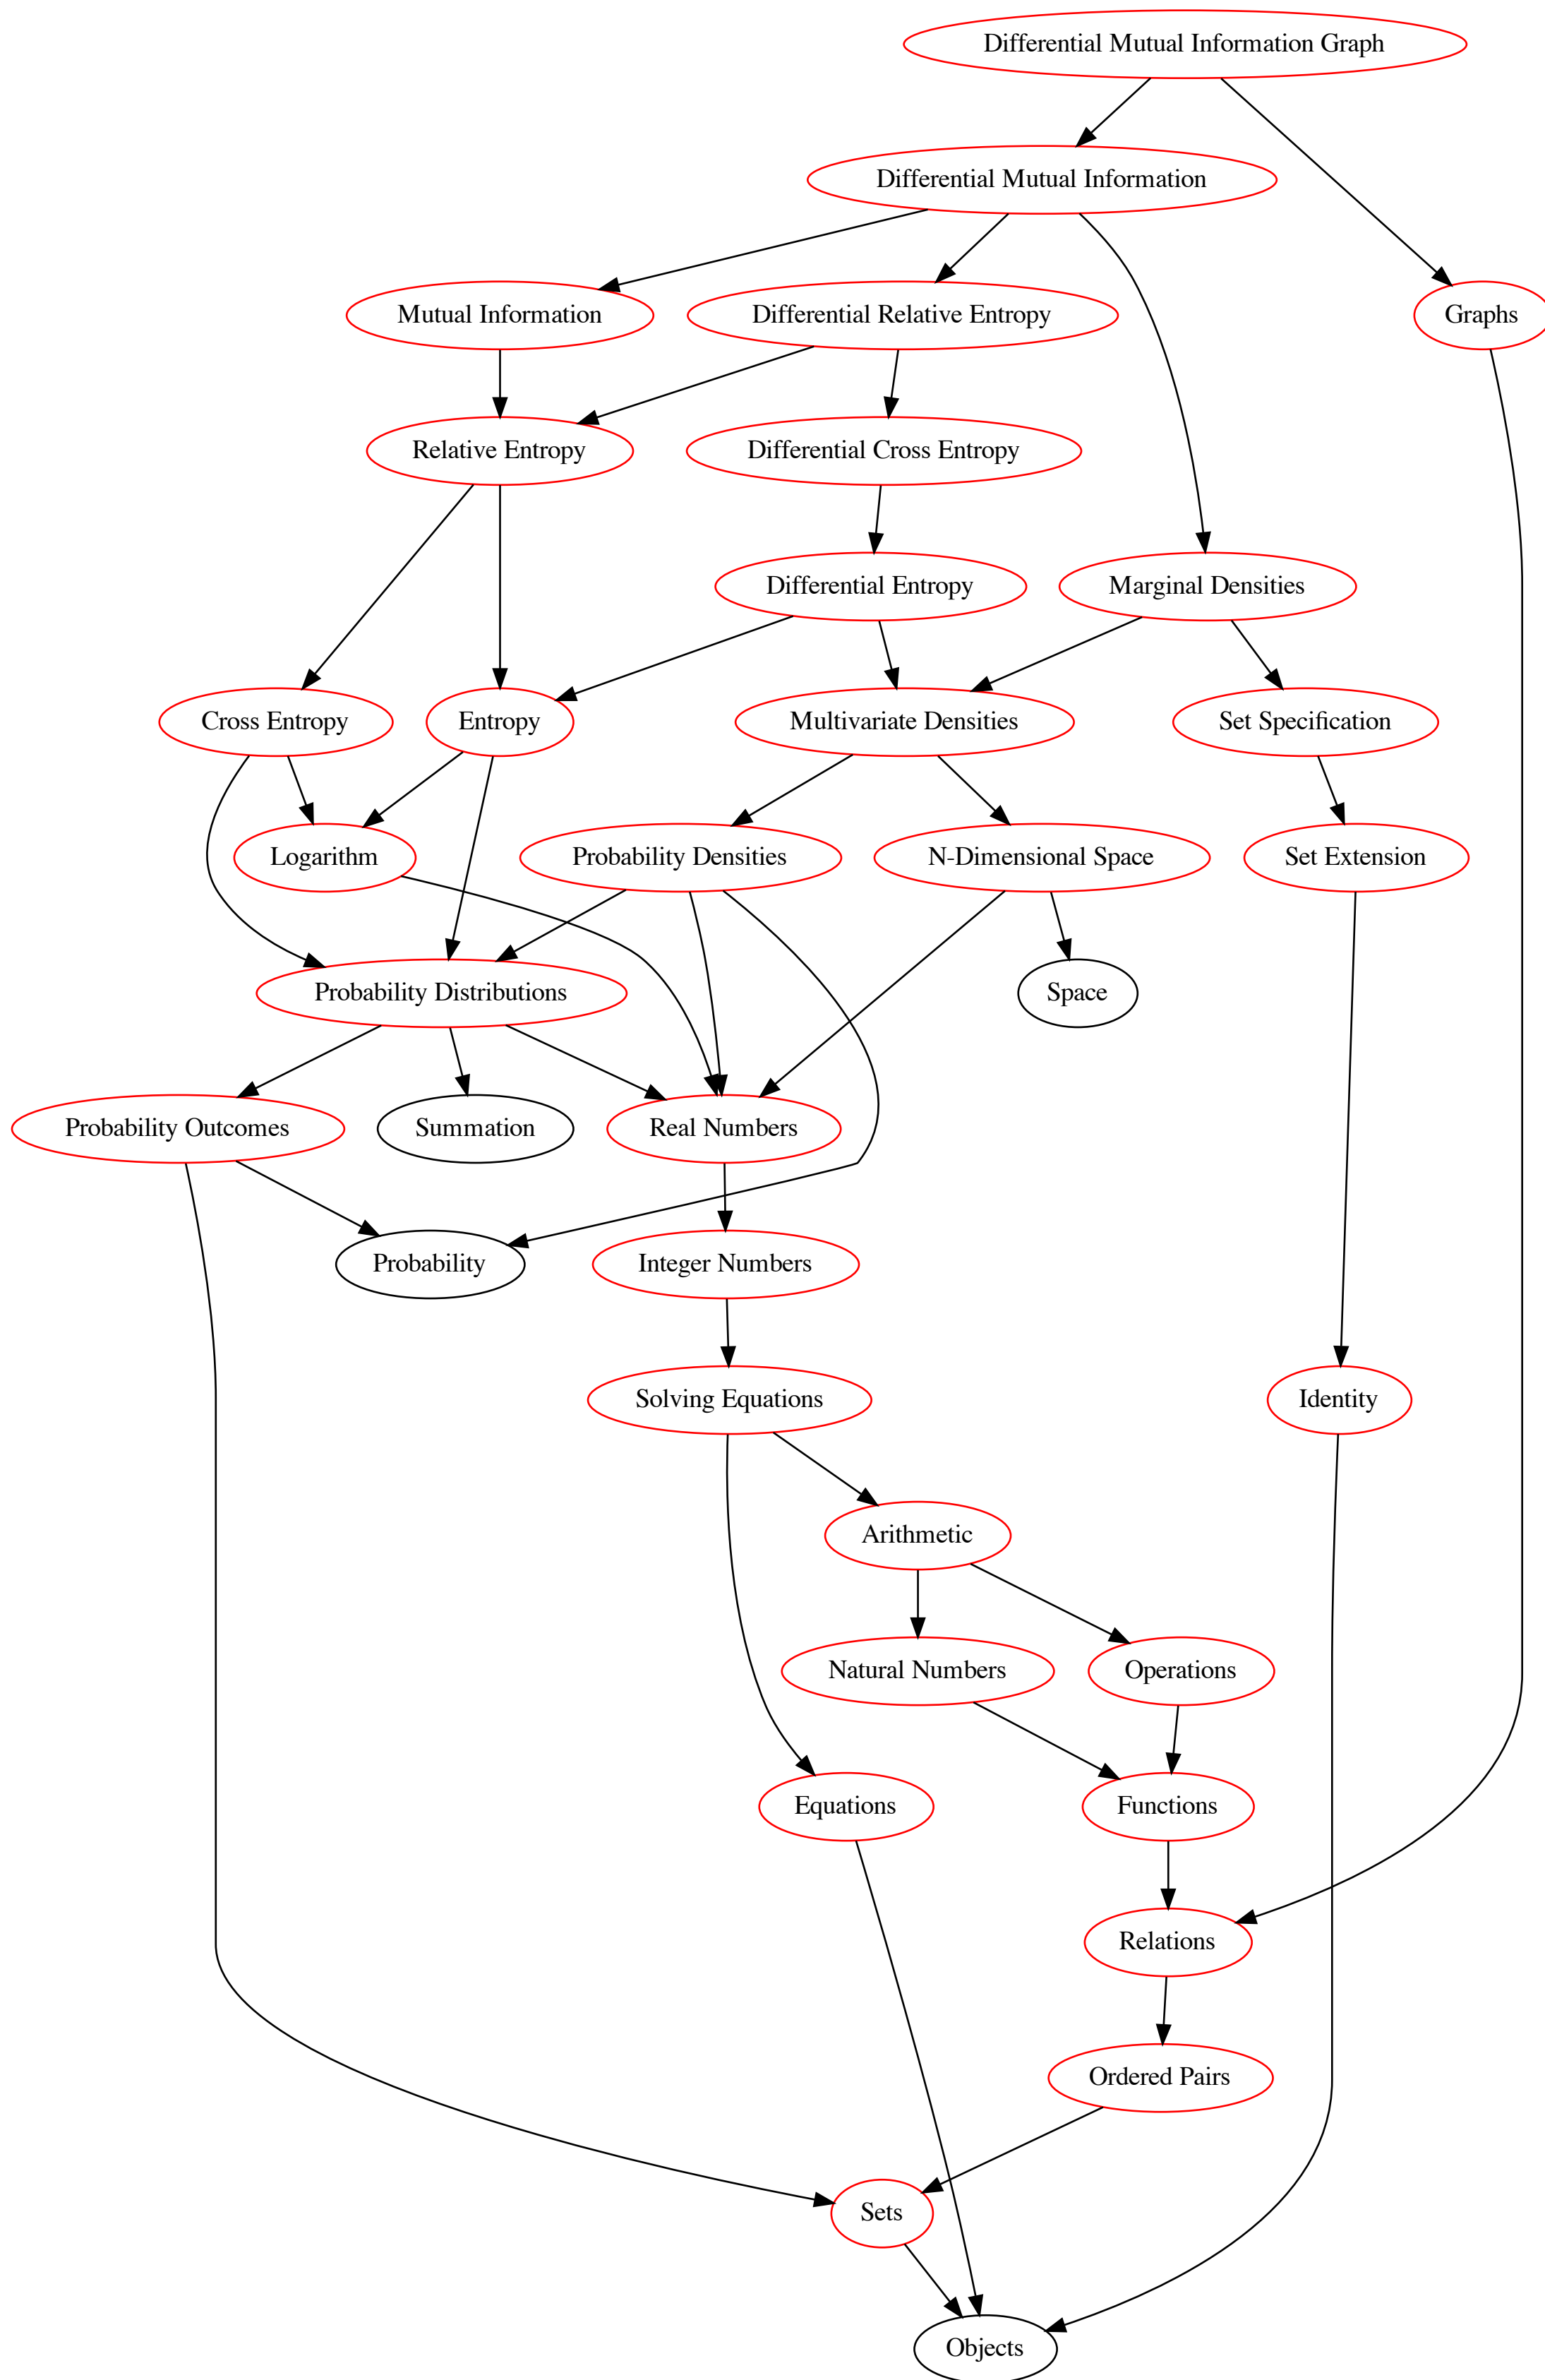 Differential Mutual Information Graph
Differential Mutual Information
Mutual Information
Differential Relative Entropy
Graphs
Relative Entropy
Differential Cross Entropy
Differential Entropy
Marginal Densities
Cross Entropy
Entropy
Multivariate Densities
Set Specification
Logarithm
Probability Densities
N-Dimensional Space
Set Extension
Probability Distributions
Space
Probability Outcomes
Summation
Real Numbers
Probability
Integer Numbers
Solving Equations
Identity
Arithmetic
Natural Numbers
Operations
Equations
Functions
Relations
Ordered Pairs
Sets
Objects